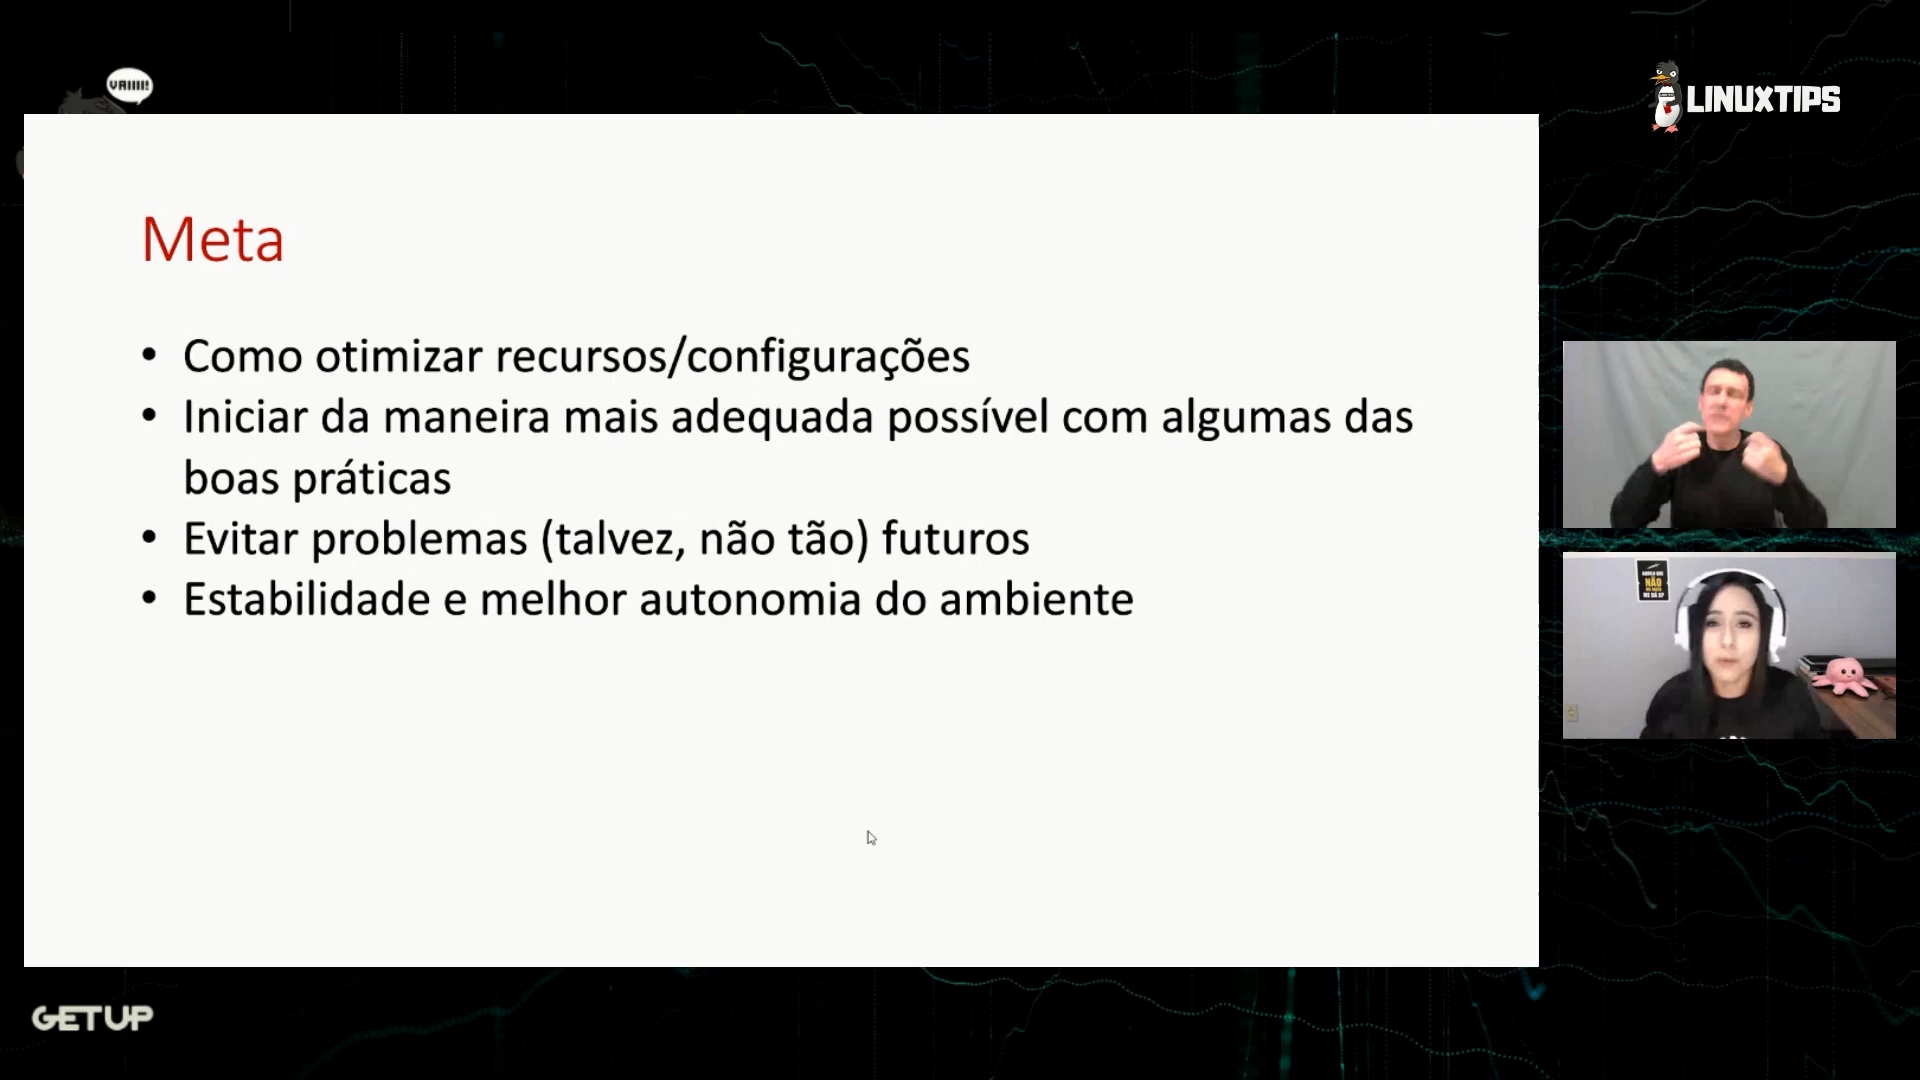 VAIIII!
LINUXTIPS
Meta
• Como otimizar recursos/configurações
• Iniciar da maneira mais adequada possível com algumas das
boas práticas
• Evitar problemas (talvez, não tão) futuros
• Estabilidade e melhor autonomia do ambiente
NÃO
GETUP